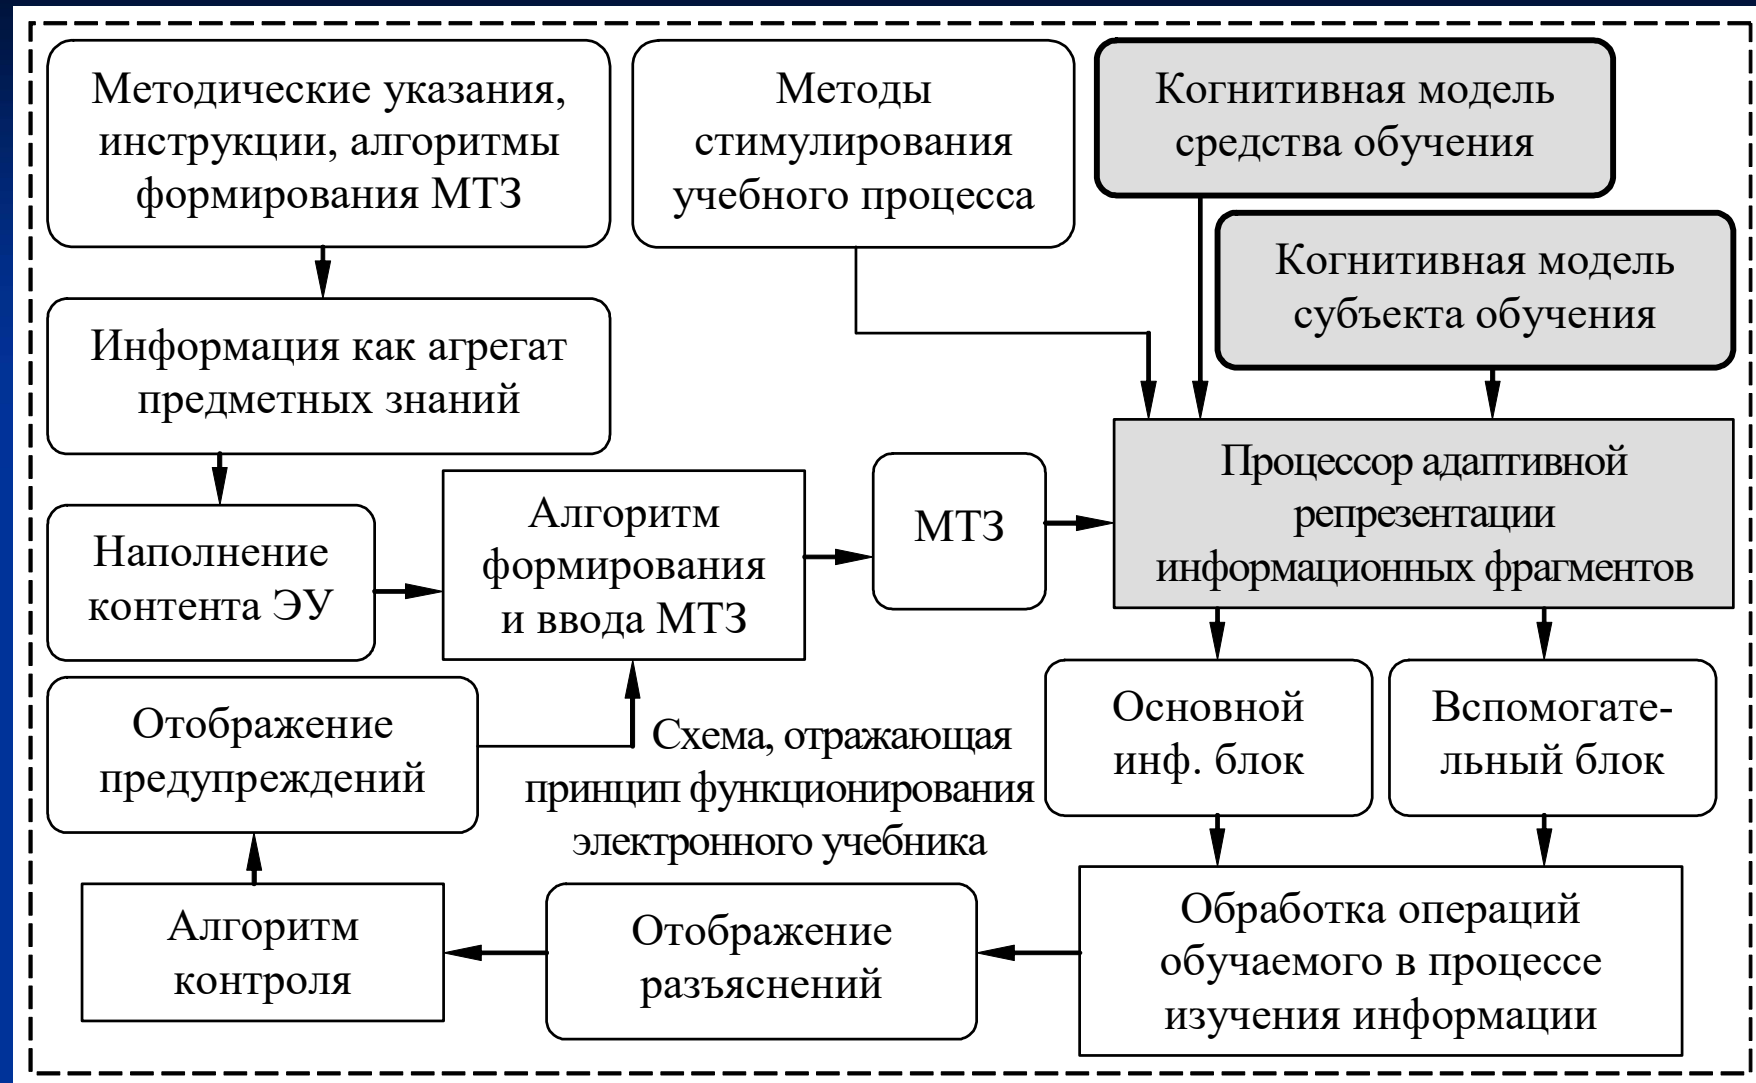 Методические указания,
инструкции, алгоритмы
формирования МТЗ
Методы
стимулирования
учебного процесса
Когнитивная модель
средства обучения
Когнитивная модель
субъекта обучения
Информация как агрегат
предметных знаний
Наполнение
контента ЭУ
Алгоритм
формирования
и ввода МТЗ
МТЗ
Процессор адаптивной
репрезентации
информационных фрагментов
Отображение
предупреждений
Схема, отражающая
принцип функционирования
электронного учебника
Основной
инф. блок
Вспомогате-
льный блок
Алгоритм
контроля
Отображение
разъяснений
Обработка операций
обучаемого в процессе
изучения информации